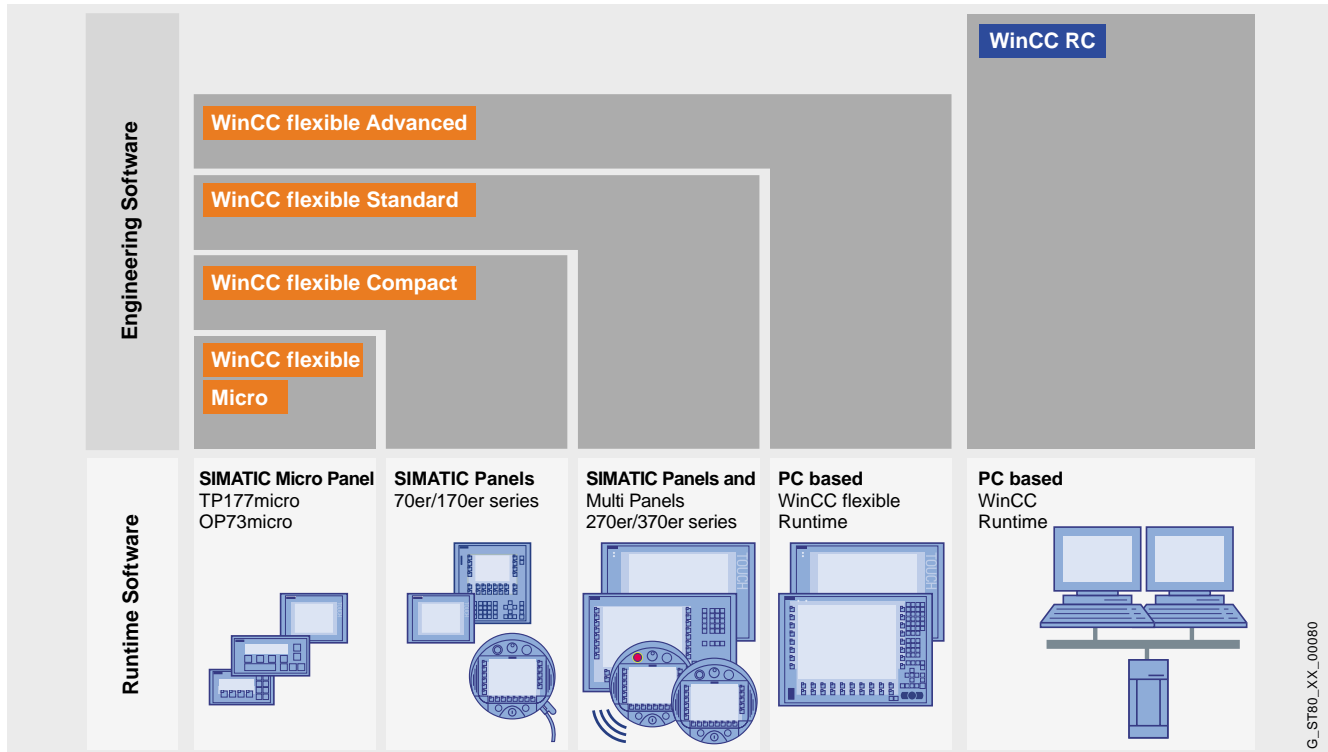 Engineering Software
WinCC RC
WinCC flexible Advanced
WinCC flexible Standard
WinCC flexible Compact
WinCC flexible
Micro
Runtime Software
SIMATIC Micro Panel
TP177micro
OP73micro
SIMATIC Panels
70er/170er series
SIMATIC Panels and
Multi Panels
270er/370er series
TOUCH
PC based
WinCC flexible
Runtime
TOUCH
PC based
WinCC
Runtime
G_ST80_XX_00080